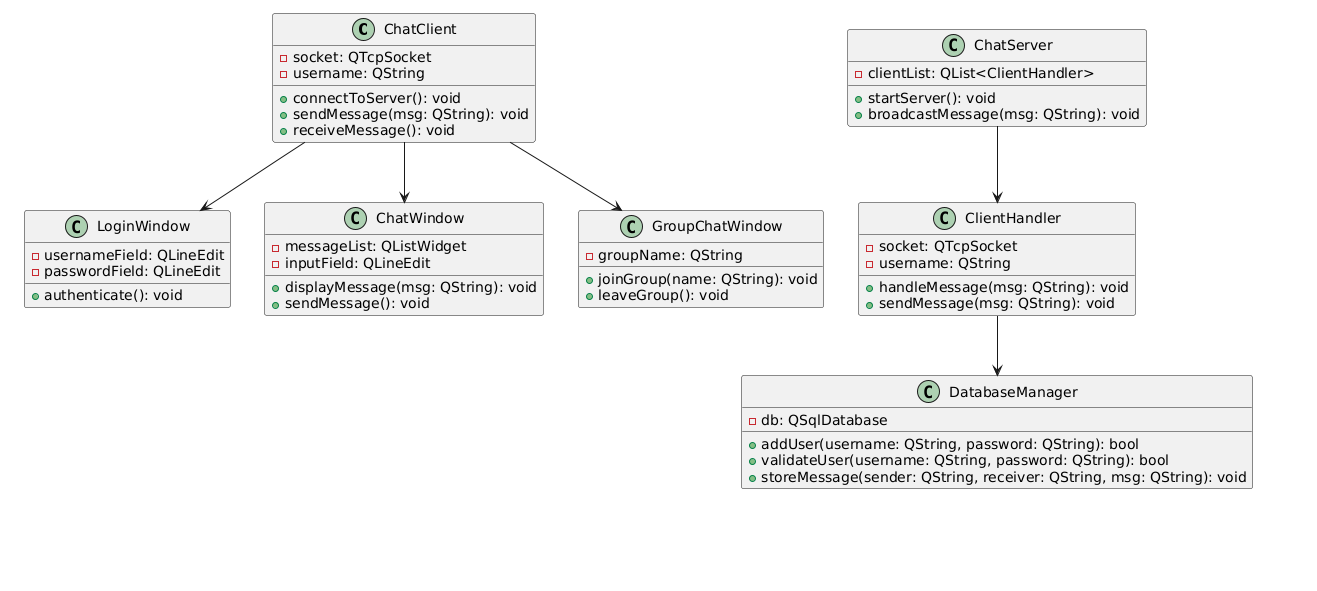 C ChatClient
socket: QTcpSocket
username: QString
connectToServer(): void
sendMessage(msg: QString): void
receiveMessage(): void
C ChatServer
clientList: QList<ClientHandler>
startServer(): void
broadcastMessage(msg: QString): void
C LoginWindow
usernameField: QLineEdit
passwordField: QLineEdit
authenticate(): void
C ChatWindow
messageList: QListWidget
inputField: QLineEdit
displayMessage(msg: QString): void
sendMessage(): void
C GroupChatWindow
groupName: QString
joinGroup(name: QString): void
leaveGroup(): void
C ClientHandler
socket: QTcpSocket
username: QString
handleMessage(msg: QString): void
sendMessage(msg: QString): void
C DatabaseManager
db: QSqlDatabase
addUser(username: QString, password: QString): bool
validateUser(username: QString, password: QString): bool
storeMessage(sender: QString, receiver: QString, msg: QString): void